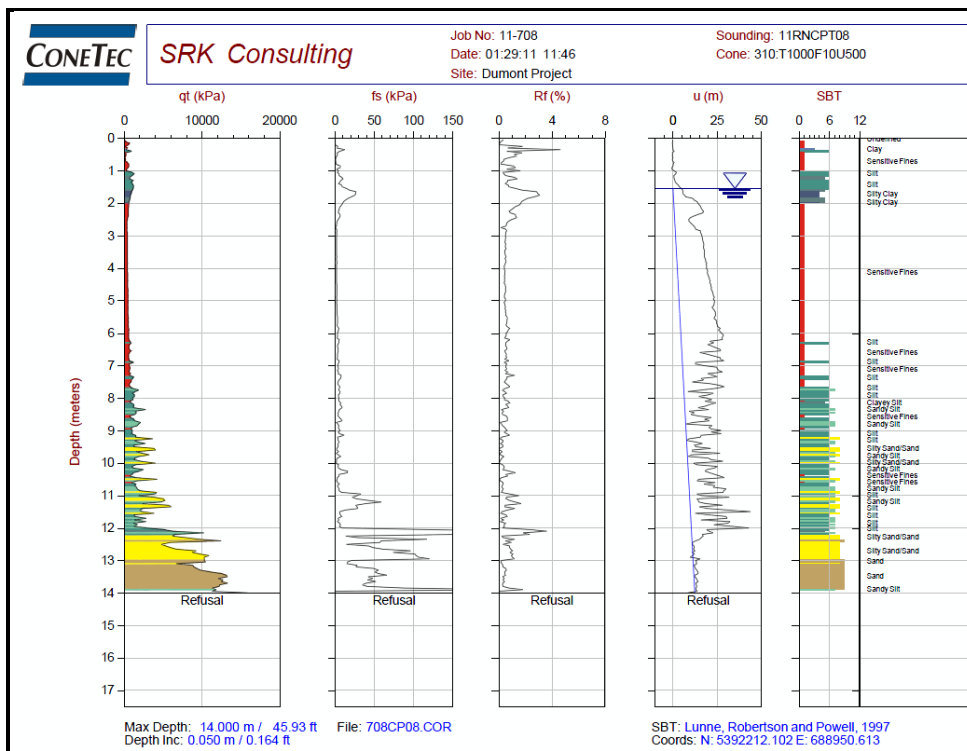 CONETEC
SRK Consulting
Job No: 11-708
Date: 01:29:11 11:46
Site: Dumont Project
Sounding: 11RNCPT08
Cone: 310:T1000F10U500
qt (kPa) fs (kPa) Rf (%) u (m) SBT
0 10000 20000 0 50 100 150 0 4 8 0 25 50 0 6 12
Depth (meters)
0
1
2
3
4
5
6
7
8
9
10
11
12
13
14
15
16
17
Undefined
Clay
Sensitive Fines
Silt
Silt
Silty Clay
Silty Clay
Sensitive Fines
Silt
Sensitive Fines
Silt
Sensitive Fines
Silt
Silt
Silt
Clayey Silt
Sandy Silt
Sensitive Fines
Sandy Silt
Silt
Silt
Silty Sand/Sand
Sandy Silt
Silty Sand/Sand
Sandy Silt
Sensitive Fines
Sensitive Fines
Sandy Silt
Silt
Sandy Silt
Silt
Silt
Silt
Silt
Silty Sand/Sand
Silty Sand/Sand
Sand
Sand
Sandy Silt
Refusal Refusal Refusal Refusal
Max Depth: 14.000 m / 45.93 ft
Depth Inc: 0.050 m / 0.164 ft
File: 708CP08.COR
SBT: Lunne, Robertson and Powell, 1997
Coords: N: 5392212.102 E: 688950.613